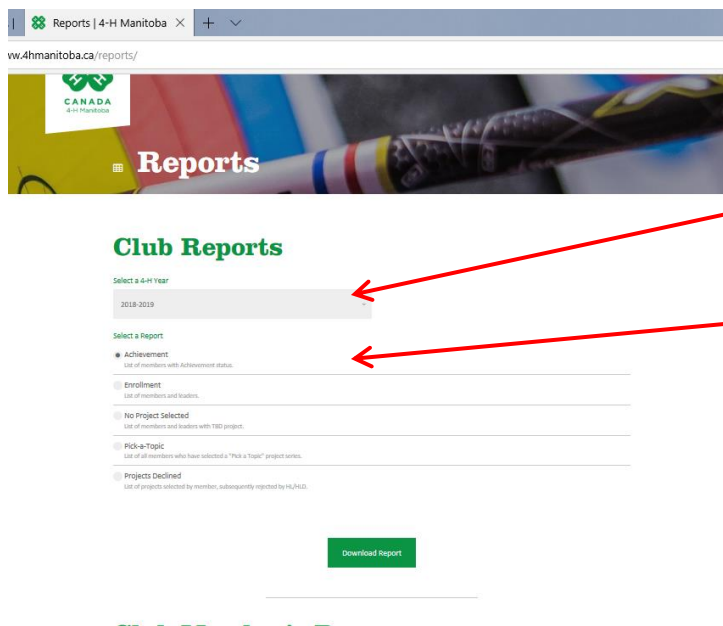 Reports | 4-H Manitoba
ww.4hmanitoba.ca/reports/
CANADA
4-H Manitoba
Reports
Club Reports
Select a 4-H Year
2018-2019
Select a Report
Achievement
List of members with Achievement status.
Enrollment
List of members and leaders.
No Project Selected
List of members and leaders with TBD project.
Pick-a-Topic
List of all members who have selected a "Pick a Topic" project series.
Projects Declined
List of projects selected by member, subsequently rejected by HL/HLD.
Download Report